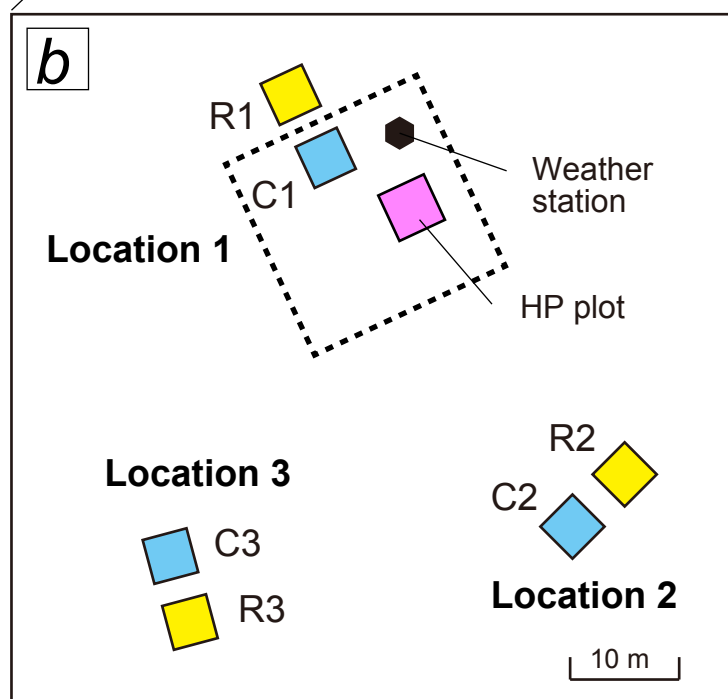 b
R1
C1
Weather
station
Location 1
HP plot
R2
Location 3
C2
C3
Location 2
R3
10 m